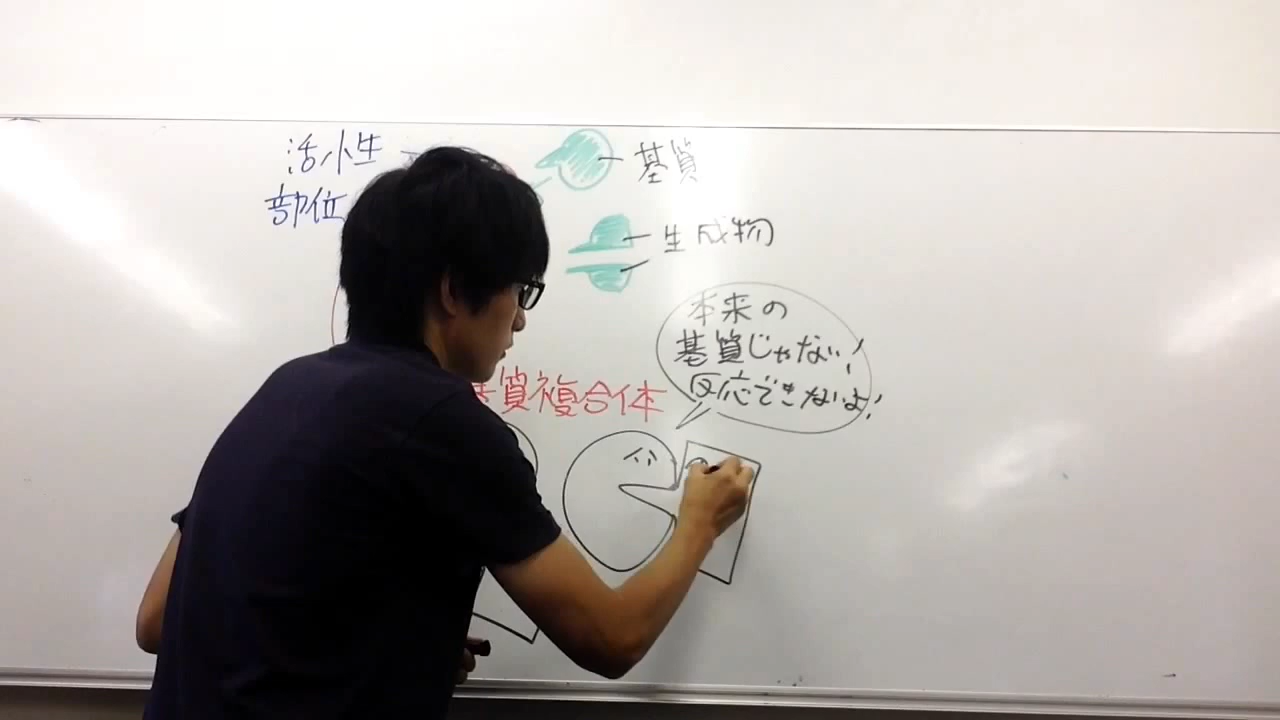 活性
部位
基質
生成物
本来の
基質じゃない!
反応できないよ!
基質複合体